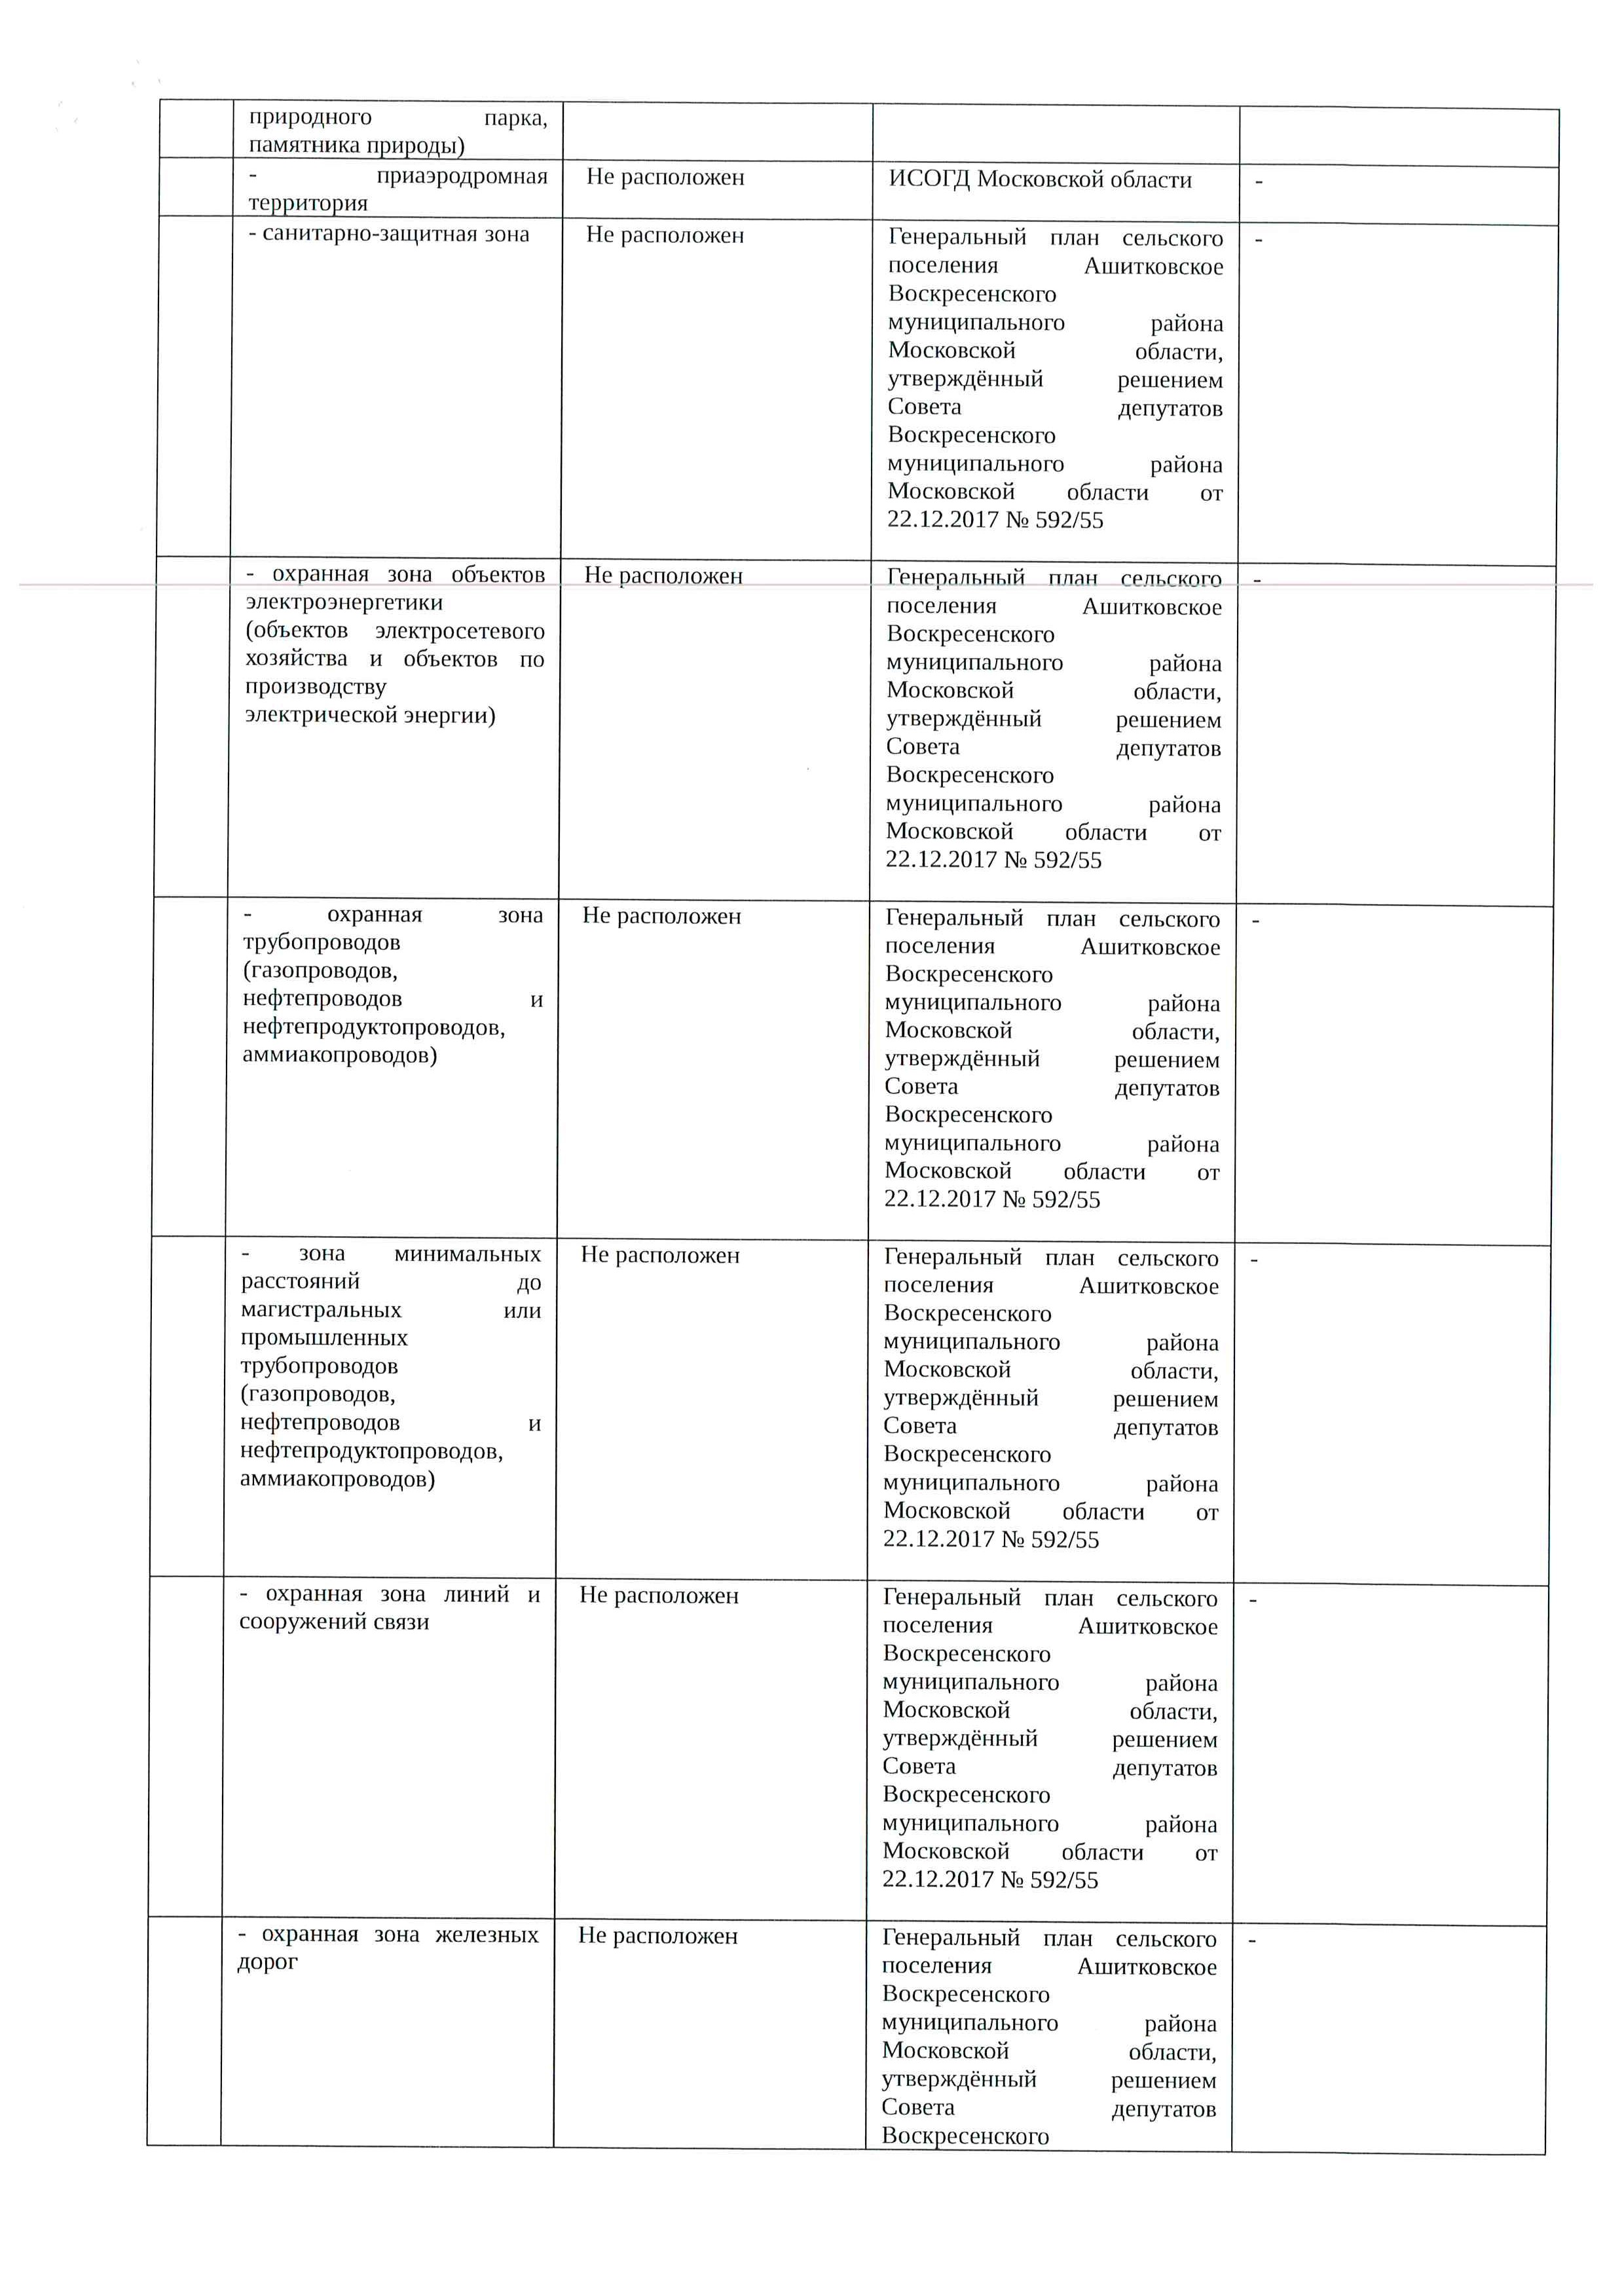 природного парка,
памятника природы)
- приаэродромная
территория
Не расположен
ИСОГД Московской области
-
- санитарно-защитная зона
Не расположен
Генеральный план сельского
поселения Ашитковское
Воскресенского
муниципального района
Московской области,
утверждённый решением
Совета депутатов
Воскресенского
муниципального района
Московской области от
22.12.2017 № 592/55
-
- охранная зона объектов
электроэнергетики
(объектов электросетевого
хозяйства и объектов по
производству
электрической энергии)
Не расположен
Генеральный план сельского
поселения Ашитковское
Воскресенского
муниципального района
Московской области,
утверждённый решением
Совета депутатов
Воскресенского
муниципального района
Московской области от
22.12.2017 № 592/55
-
- охранная зона
трубопроводов
(газопроводов,
нефтепроводов и
нефтепродуктопроводов,
аммиакопроводов)
Не расположен
Генеральный план сельского
поселения Ашитковское
Воскресенского
муниципального района
Московской области,
утверждённый решением
Совета депутатов
Воскресенского
муниципального района
Московской области от
22.12.2017 № 592/55
-
- зона минимальных
расстояний до
магистральных или
промышленных
трубопроводов
(газопроводов,
нефтепроводов и
нефтепродуктопроводов,
аммиакопроводов)
Не расположен
Генеральный план сельского
поселения Ашитковское
Воскресенского
муниципального района
Московской области,
утверждённый решением
Совета депутатов
Воскресенского
муниципального района
Московской области от
22.12.2017 № 592/55
-
- охранная зона линий и
сооружений связи
Не расположен
Генеральный план сельского
поселения Ашитковское
Воскресенского
муниципального района
Московской области,
утверждённый решением
Совета депутатов
Воскресенского
муниципального района
Московской области от
22.12.2017 № 592/55
-
- охранная зона железных
дорог
Не расположен
Генеральный план сельского
поселения Ашитковское
Воскресенского
муниципального района
Московской области,
утверждённый решением
Совета депутатов
Воскресенского
-